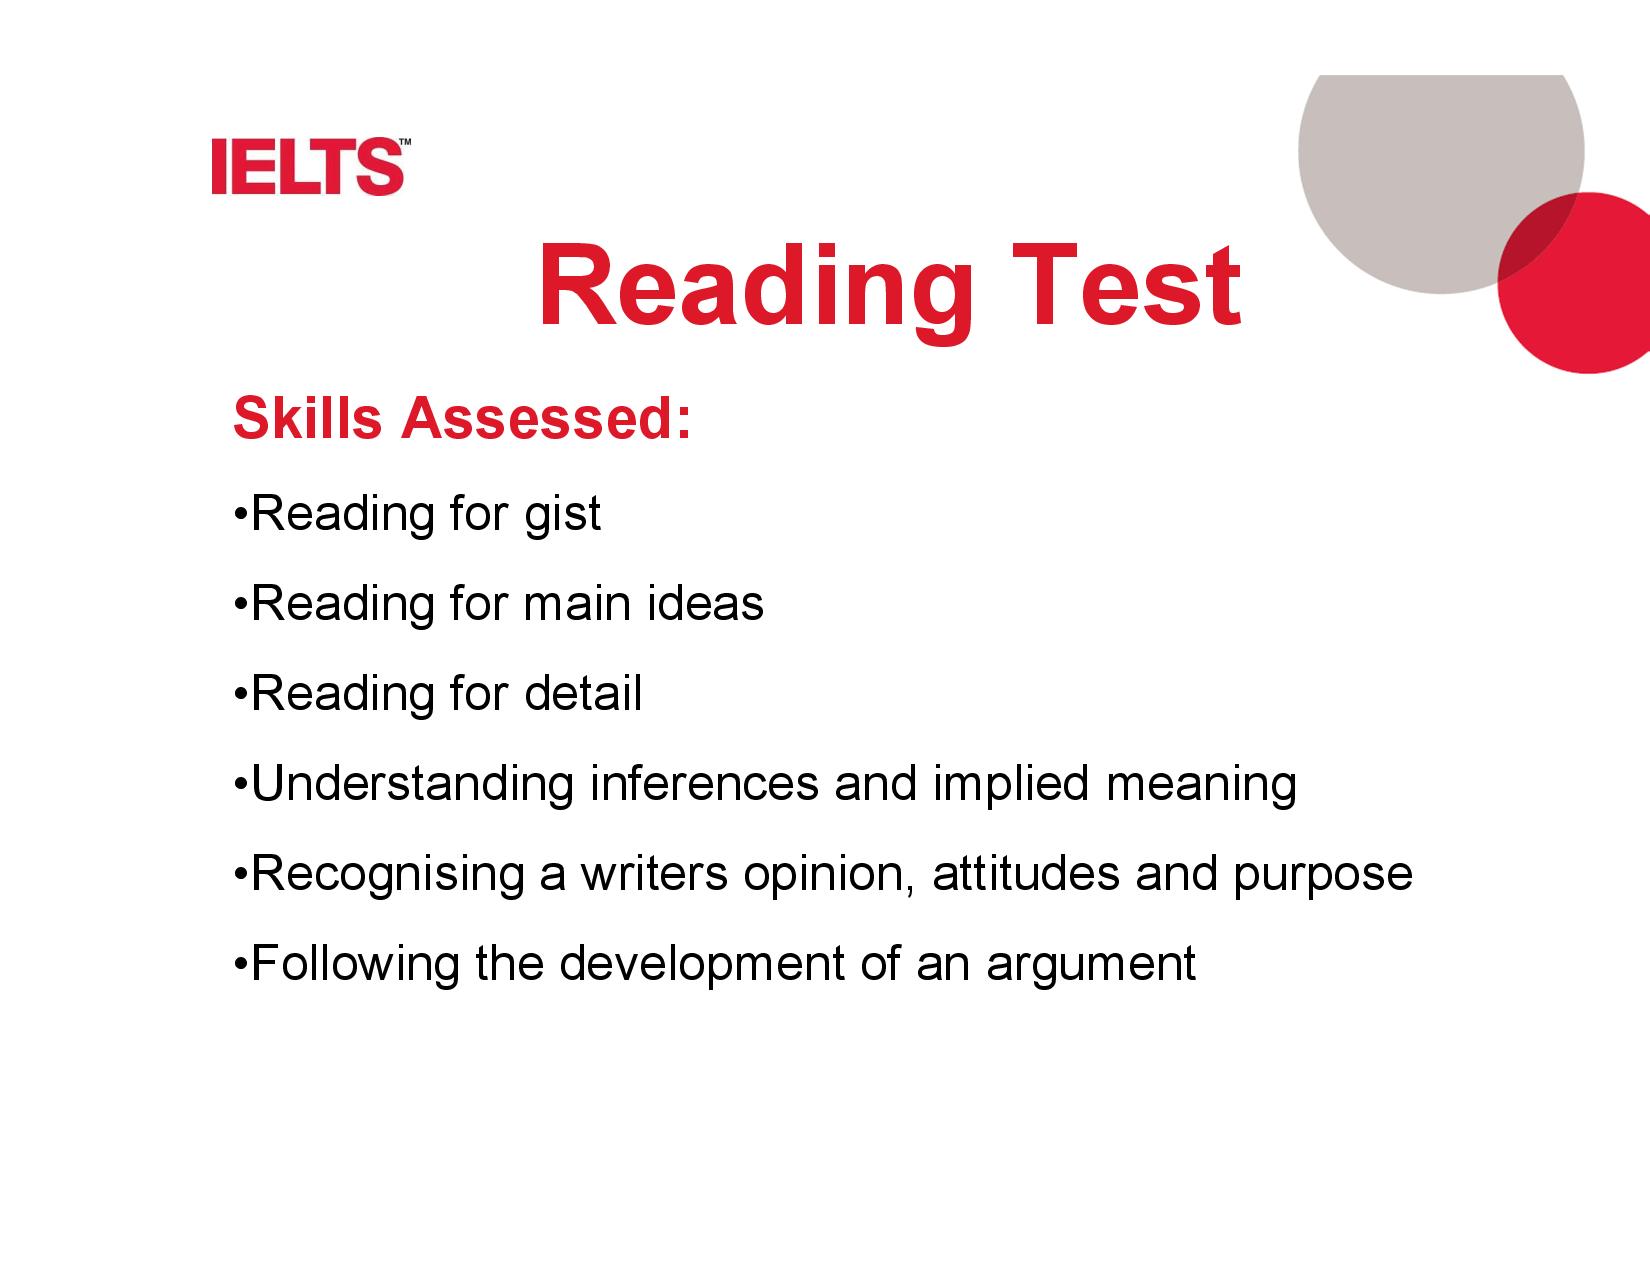 IELTS™
Reading Test
Skills Assessed:
•Reading for gist
•Reading for main ideas
•Reading for detail
•Understanding inferences and implied meaning
•Recognising a writers opinion, attitudes and purpose
•Following the development of an argument